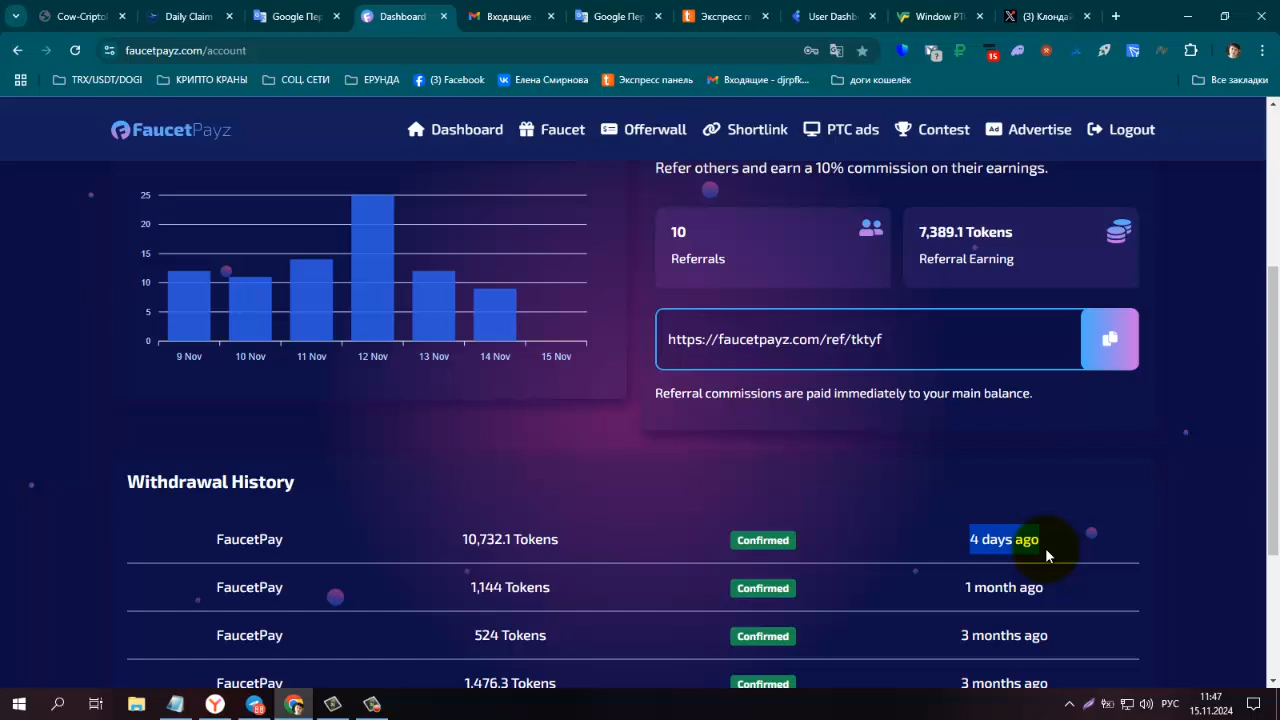 Cow-Criptol
Daily Claim
Google Пер
Dashboard
Входящие
Google Пер
Экспресс п
User Dashb
Window PT
(3) Клонда
faucetpayz.com/account
15
TRX/USDT/DOGI
КРИПТО КРАНЫ
СОЦ. СЕТИ
ЕРУНДА
(3) Facebook
Елена Смирнова
Экспресс панель
Входящие - djrpfk...
доги кошелёк
Все закладки
FaucetPayz
Dashboard
Faucet
Offerwall
Shortlink
PTC ads
Contest
Advertise
Logout
25
20
15
10
5
0
9 Nov
10 Nov
11 Nov
12 Nov
13 Nov
14 Nov
15 Nov
Refer others and earn a 10% commission on their earnings.
10
Referrals
7,389.1 Tokens
Referral Earning
https://faucetpayz.com/ref/tktyf
Referral commissions are paid immediately to your main balance.
Withdrawal History
FaucetPay 10,732.1 Tokens Confirmed 4 days ago
FaucetPay 1,144 Tokens Confirmed 1 month ago
FaucetPay 524 Tokens Confirmed 3 months ago
FaucetPay 1,476.3 Tokens Confirmed 3 months ago
РУС
11:47
15.11.2024